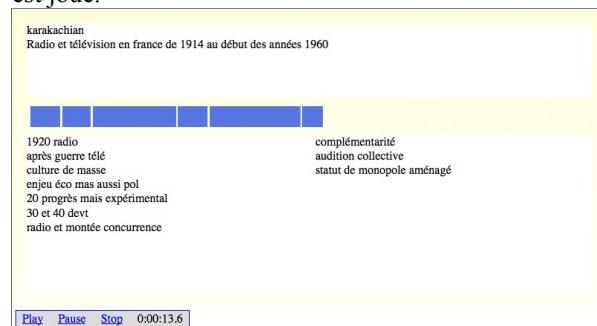 est joué.
karakachian
Radio et télévision en france de 1914 au début des années 1960
1920 radio
après guerre télé
culture de masse
enjeu éco mas aussi pol
20 progrès mais expérimental
30 et 40 devt
radio et montée concurrence
complémentarité
audition collective
statut de monopole aménagé
Play Pause Stop 0:00:13.6